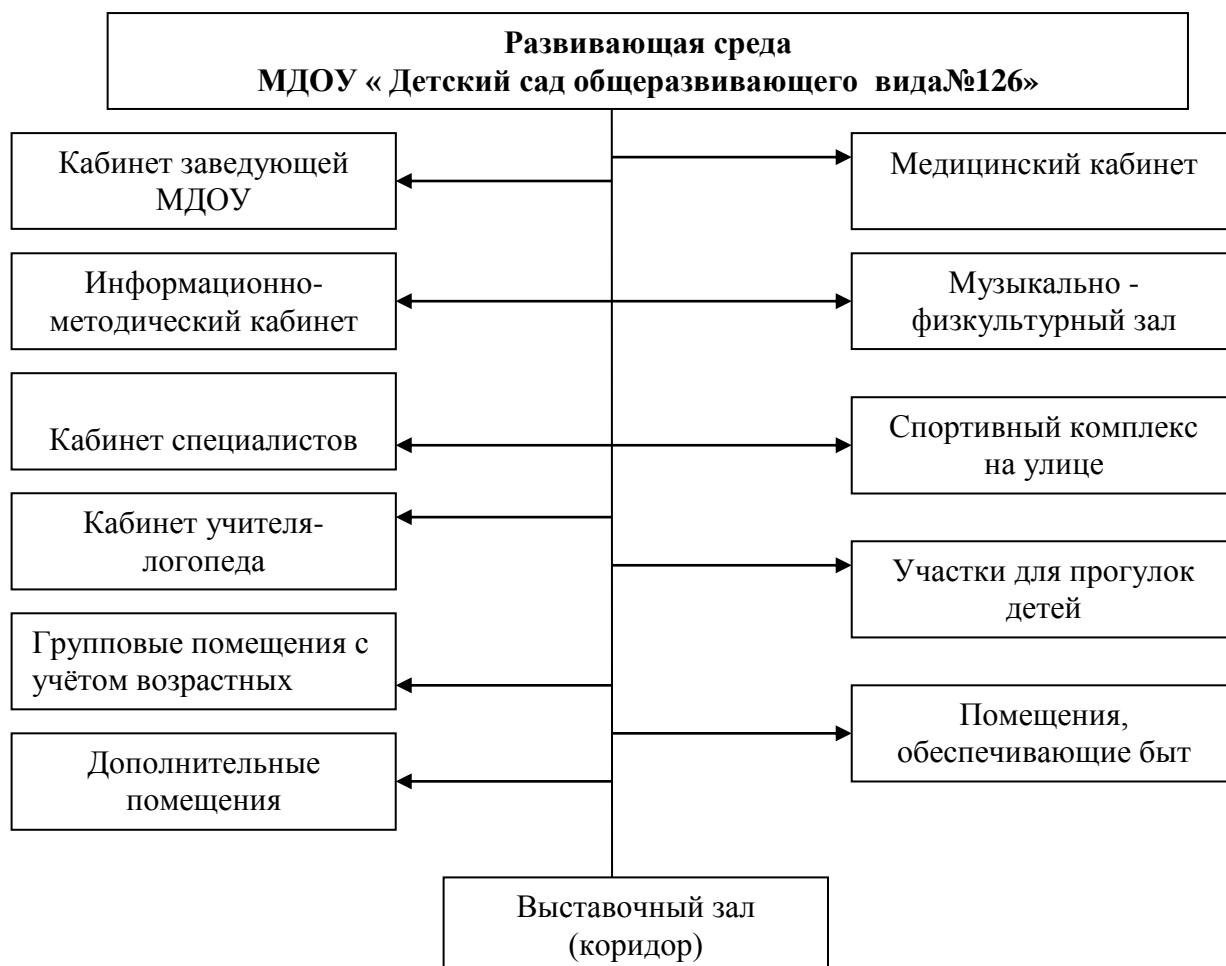 Развивающая среда
МДОУ « Детский сад общеразвивающего вида№126»
Кабинет заведующей
МДОУ
Медицинский кабинет
Информационно-
методический кабинет
Музыкально -
физкультурный зал
Кабинет специалистов
Спортивный комплекс
на улице
Кабинет учителя-
логопеда
Участки для прогулок
детей
Групповые помещения с
учётом возрастных
Помещения,
обеспечивающие быт
Дополнительные
помещения
Выставочный зал
(коридор)